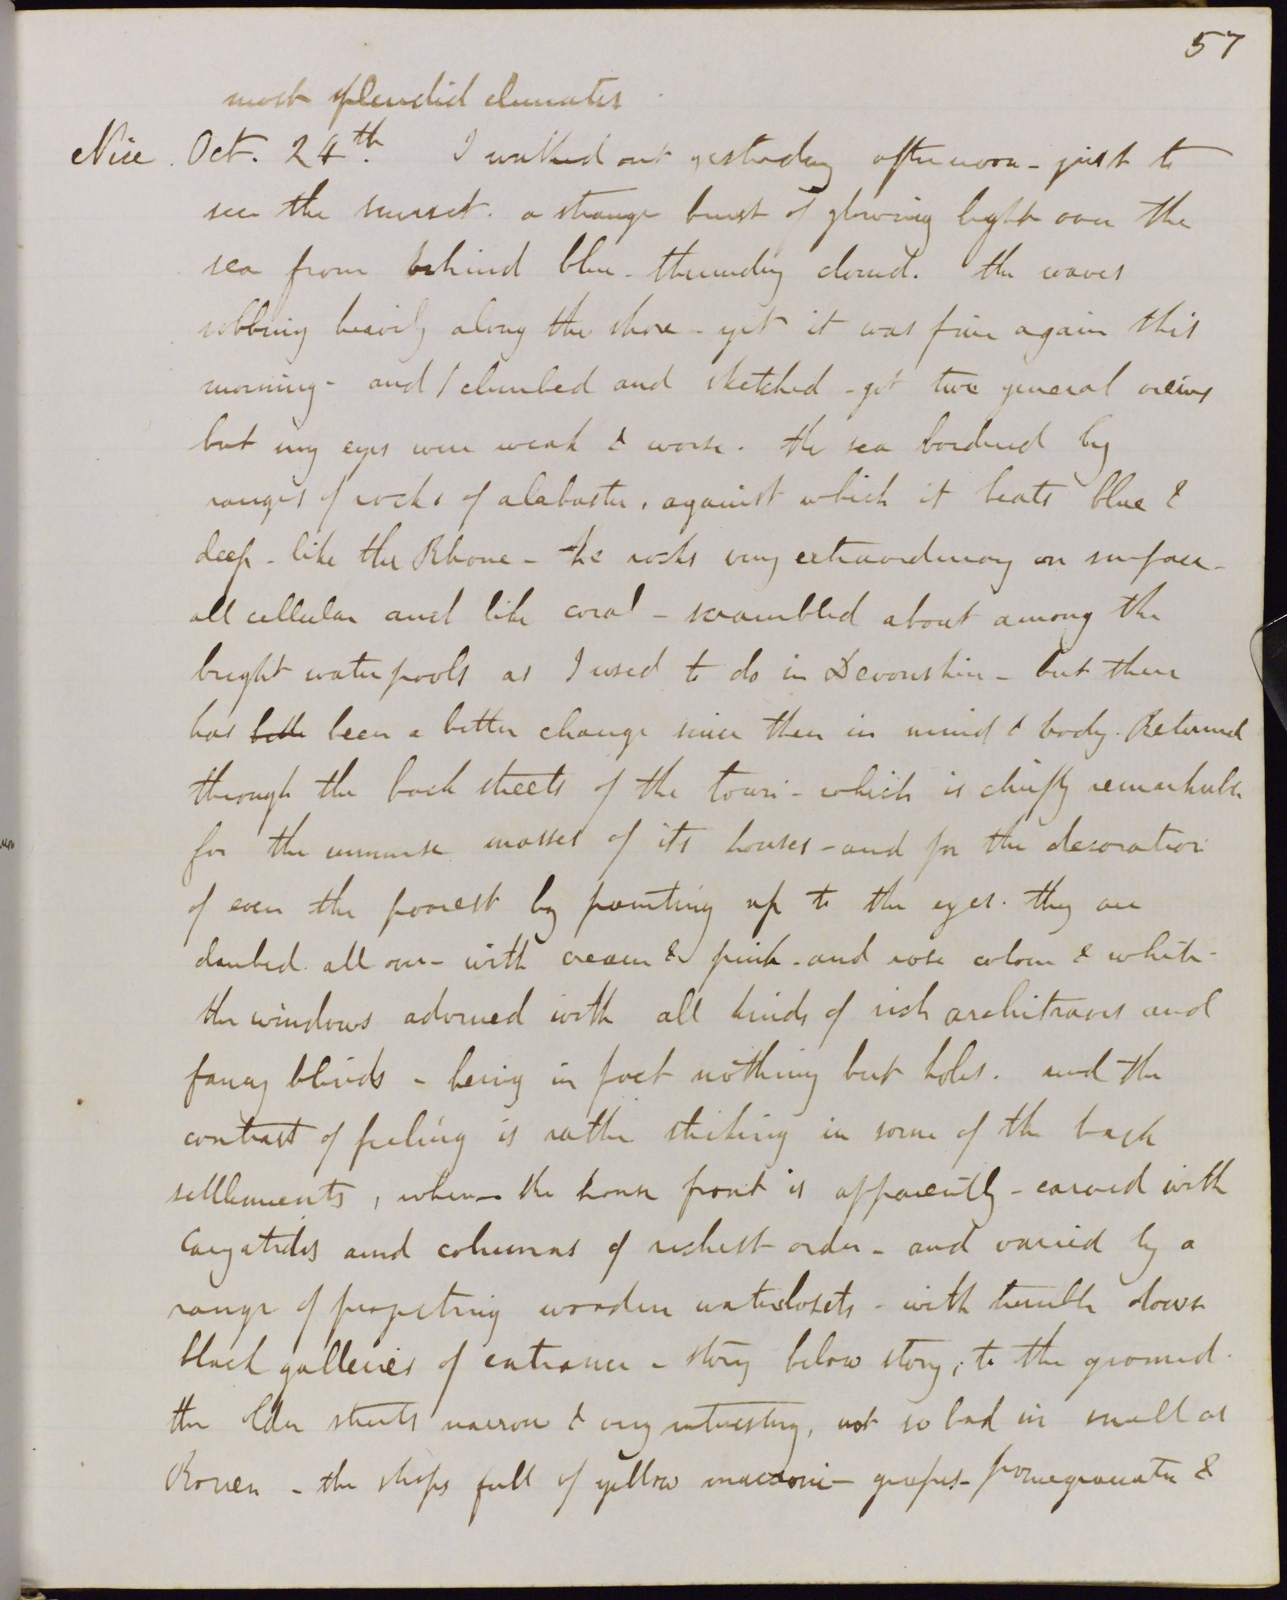 57
most splendid climates
Nice. Oct. 24th. I walked out yesterday afternoon - just to
see the sunset. a strange burst of glowing light over the
sea from behind blue - thundery cloud. the waves
sobbing heavily along the shore - yet it was fine again this
morning - and I climbed and sketched - got two general views
but my eyes were weak & worse. the sea bordered by
ranges of rocks of alabaster, against which it beats blue &
deep - like the Rhone - the rocks very extraordinary on surface -
all cellular and like coral - scrambled about among the
bright water pools as I used to do in Devonshire - but there
has been a better change since then in mind & body. Returned
through the back streets of the town - which is chiefly remarkable
for the immense masses of its houses - and for the decoration
of even the poorest by painting up to the eyes. they are
daubed all over - with cream & pink - and rose colour & white -
the windows adorned with all kinds of rich architraves and
fancy blinds - being in fact nothing but holes. and the
contrast of feeling is rather striking in some of the back
settlements, where the house front is apparently - carved with
Caryatides and columns of richest order - and varied by a
range of projecting wooden waterclosets - with tumble down
black galleries of entrance - story below story, to the ground.
the older streets narrow & very interesting, not so bad in smell as
Rouen - the shops full of yellow macaroni - grapes - pomegranates &